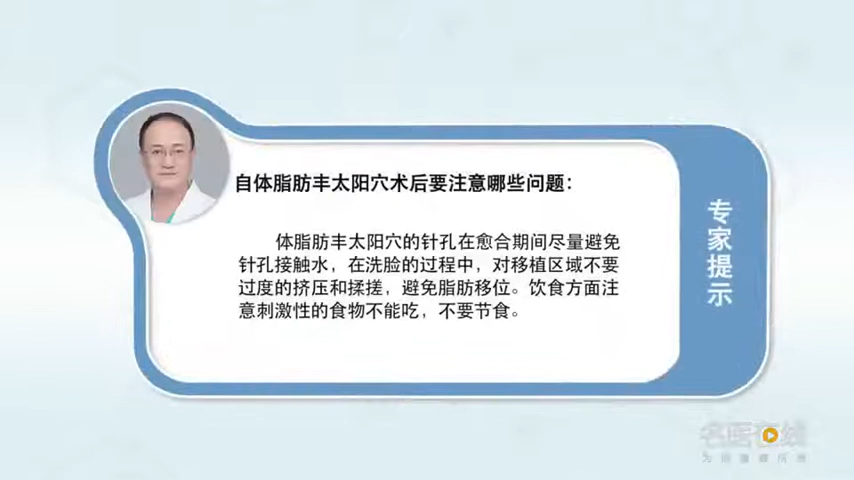 自体脂肪丰太阳穴术后要注意哪些问题：
体脂肪丰太阳穴的针孔在愈合期间尽量避免
针孔接触水，在洗脸的过程中，对移植区域不要
过度的挤压和揉搓，避免脂肪移位。饮食方面注
意刺激性的食物不能吃，不要节食。
专家提示
名医在线